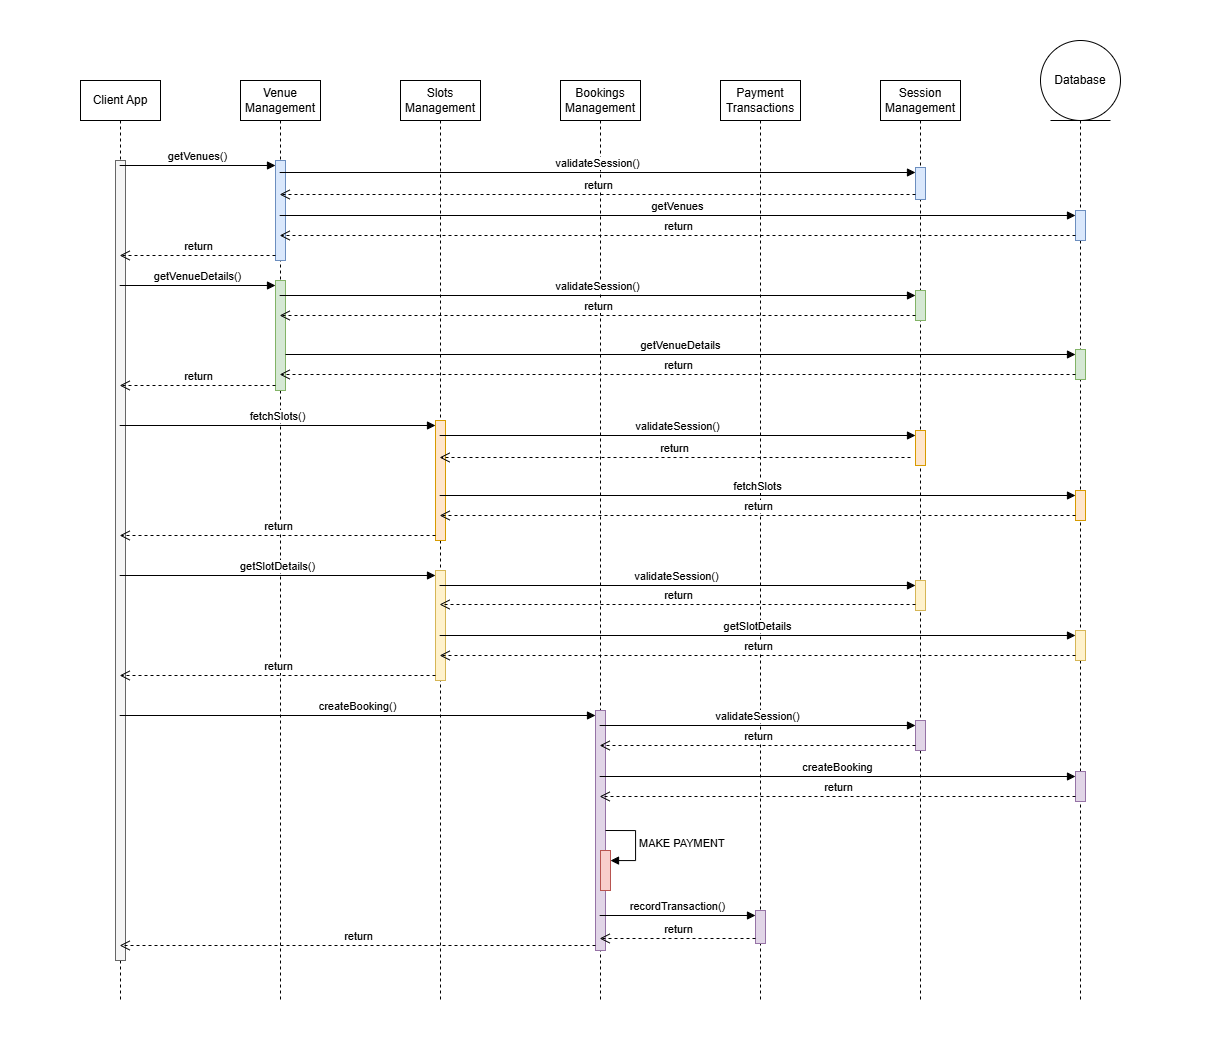 Client App
Venue
Management
Slots
Management
Bookings
Management
Payment
Transactions
Session
Management
Database
getVenues()
validateSession()
return
getVenues
return
return
getVenueDetails()
validateSession()
return
getVenueDetails
return
return
fetchSlots()
validateSession()
return
fetchSlots
return
return
getSlotDetails()
validateSession()
return
getSlotDetails
return
return
createBooking()
validateSession()
return
createBooking
return
MAKE PAYMENT
recordTransaction()
return
return